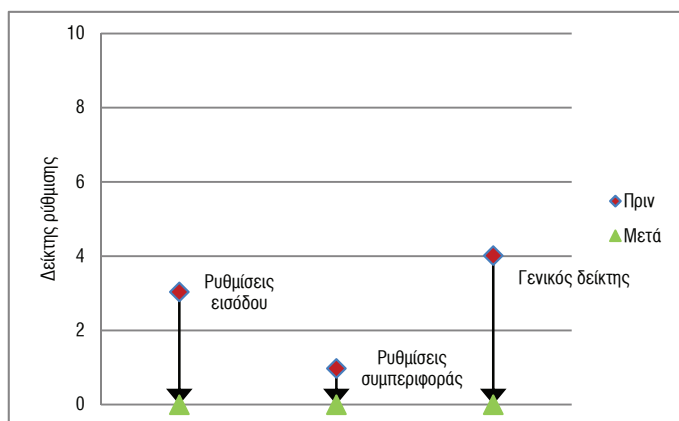 10
8
6
4
2
0
Δείκτης ρύθμισης
Ρυθμίσεις
εισόδου
Ρυθμίσεις
συμπεριφοράς
Γενικός δείκτης
Πριν
Μετά